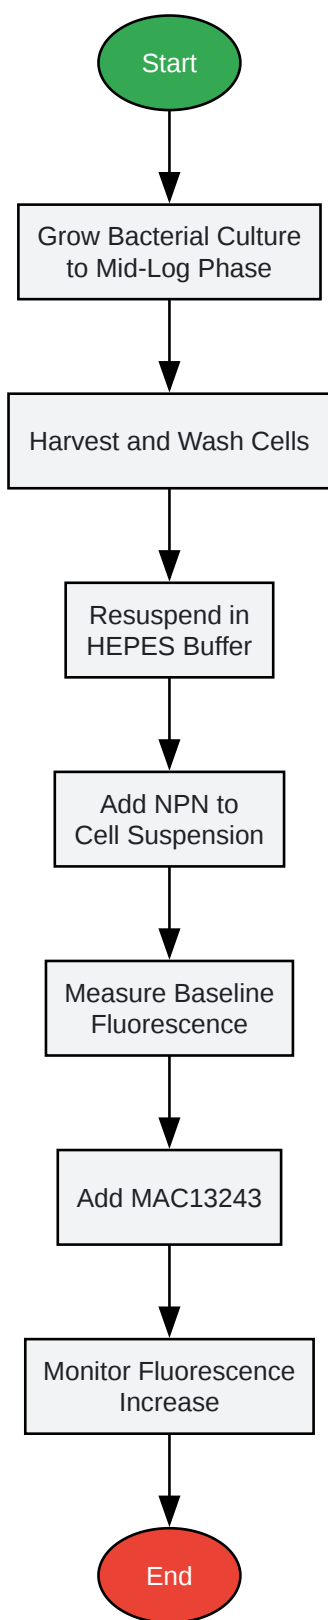 Start
Grow Bacterial Culture
to Mid-Log Phase
Harvest and Wash Cells
Resuspend in
HEPES Buffer
Add NPN to
Cell Suspension
Measure Baseline
Fluorescence
Add MAC13243
Monitor Fluorescence
Increase
End